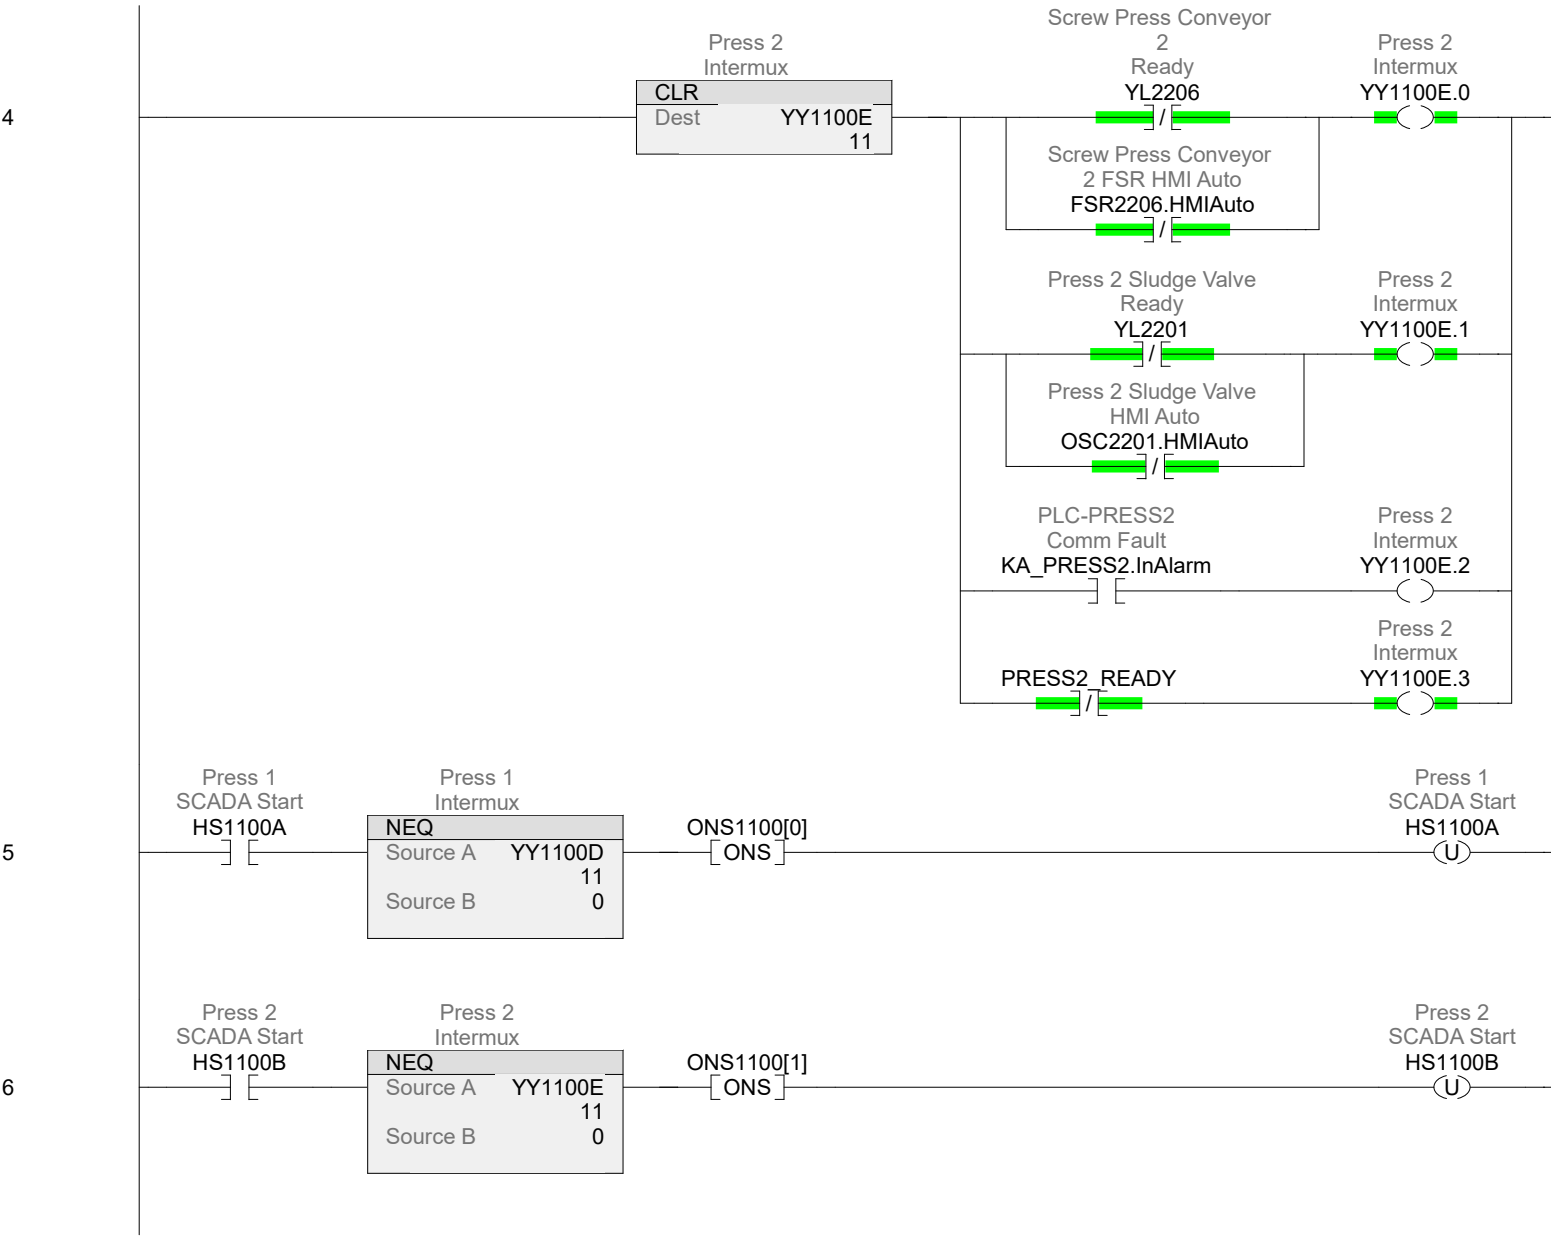 4
Press 2
Intermux
CLR
Dest YY1100E
11
Screw Press Conveyor
2
Ready
YL2206
/
Press 2
Intermux
YY1100E.0
Screw Press Conveyor
2 FSR HMI Auto
FSR2206.HMIAuto
/
Press 2 Sludge Valve
Ready
YL2201
/
Press 2
Intermux
YY1100E.1
Press 2 Sludge Valve
HMI Auto
OSC2201.HMIAuto
/
PLC-PRESS2
Comm Fault
KA_PRESS2.InAlarm
Press 2
Intermux
YY1100E.2
PRESS2_READY
/
Press 2
Intermux
YY1100E.3
5
Press 1
SCADA Start
HS1100A
Press 1
Intermux
NEQ
Source A YY1100D
11
Source B 0
ONS1100[0]
ONS
Press 1
SCADA Start
HS1100A
U
6
Press 2
SCADA Start
HS1100B
Press 2
Intermux
NEQ
Source A YY1100E
11
Source B 0
ONS1100[1]
ONS
Press 2
SCADA Start
HS1100B
U